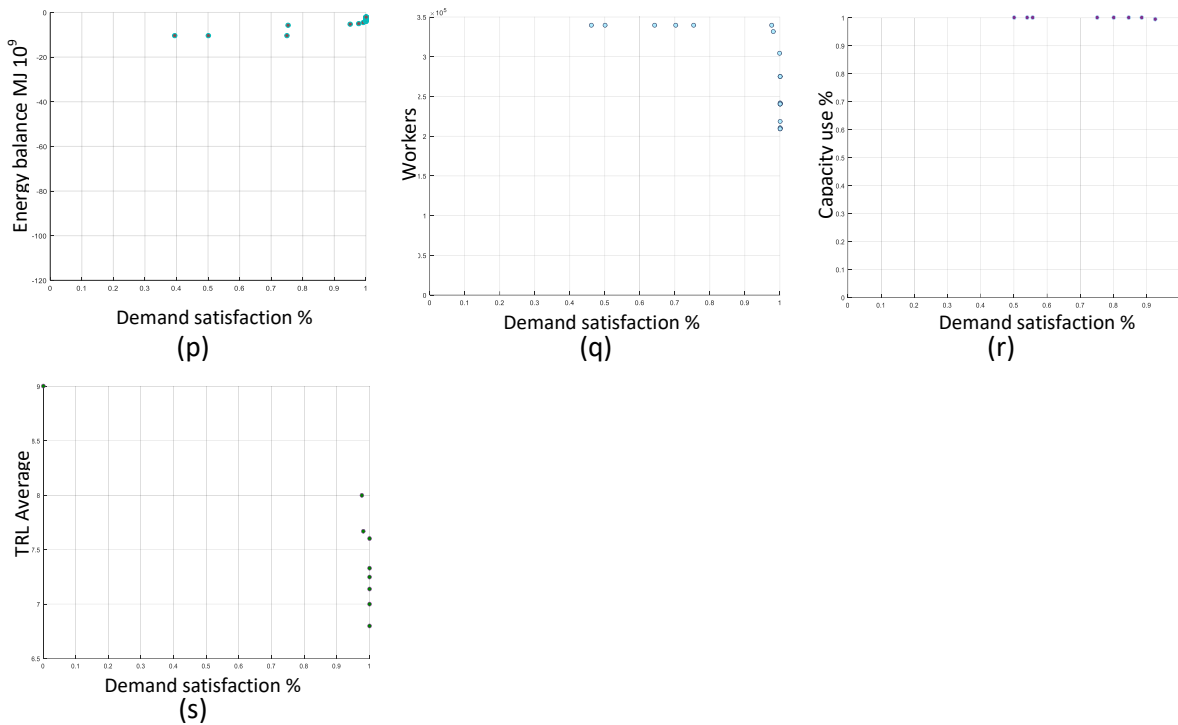 Energy balance MJ 10^9
0
-20
-40
-60
-80
-100
-120
0 0.1 0.2 0.3 0.4 0.5 0.6 0.7 0.8 0.9 1
Demand satisfaction %
(p)
Workers
× 10^5
3.5
3
2.5
2
1.5
1
0.5
0
0 0.1 0.2 0.3 0.4 0.5 0.6 0.7 0.8 0.9 1
Demand satisfaction %
(q)
Capacity use %
1
0.9
0.8
0.7
0.6
0.5
0.4
0.3
0.2
0.1
0
0 0.1 0.2 0.3 0.4 0.5 0.6 0.7 0.8 0.9
Demand satisfaction %
(r)
TRL Average
9
8.5
8
7.5
7
6.5
0 0.1 0.2 0.3 0.4 0.5 0.6 0.7 0.8 0.9 1
Demand satisfaction %
(s)